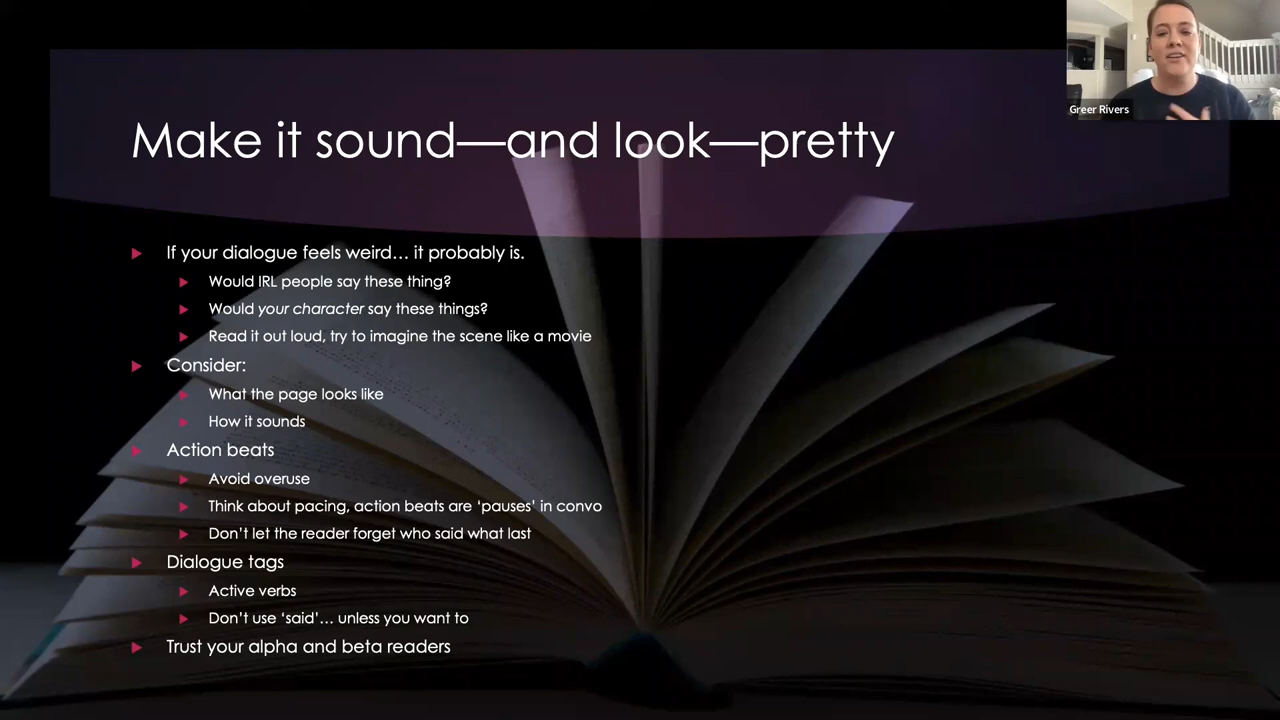 Greer Rivers
Make it sound—and look—pretty
If your dialogue feels weird… it probably is.
Would IRL people say these thing?
Would your character say these things?
Read it out loud, try to imagine the scene like a movie
Consider:
What the page looks like
How it sounds
Action beats
Avoid overuse
Think about pacing, action beats are ‘pauses’ in convo
Don’t let the reader forget who said what last
Dialogue tags
Active verbs
Don’t use ‘said’… unless you want to
Trust your alpha and beta readers